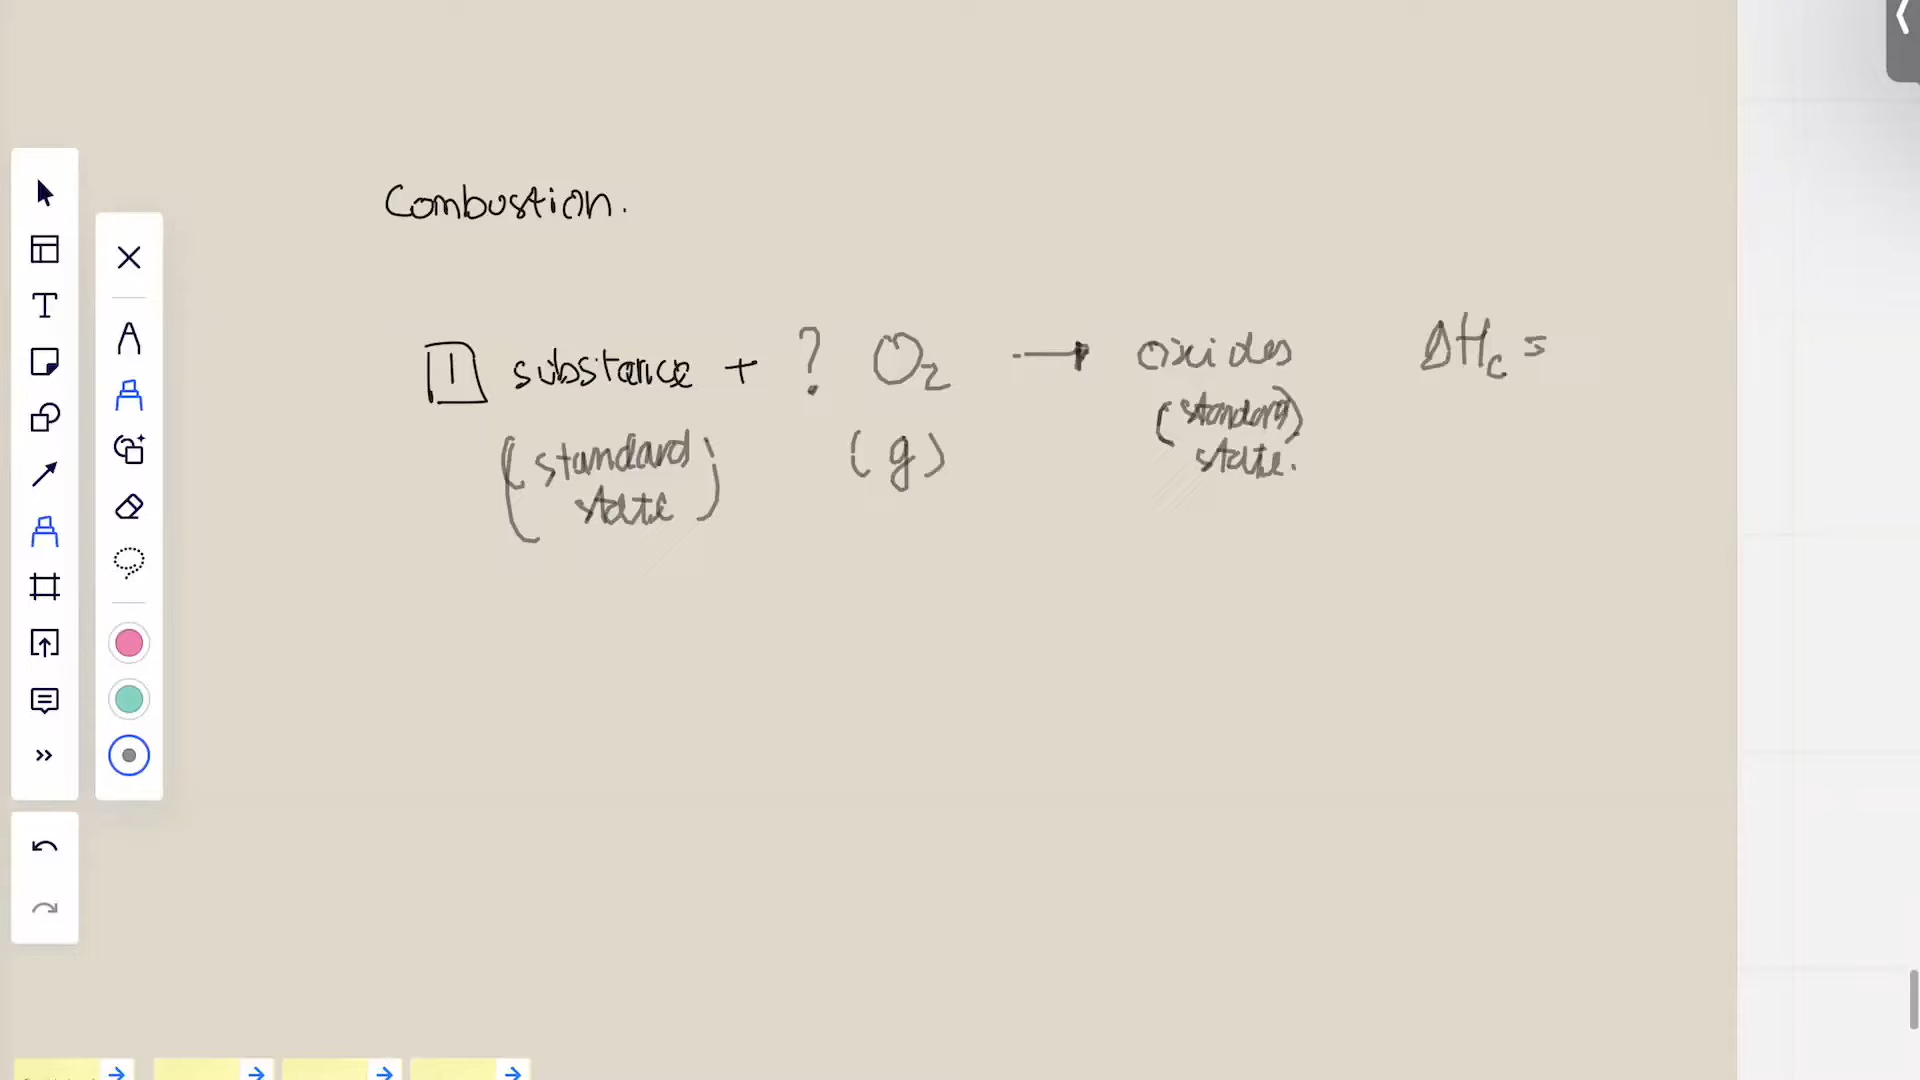 Combustion.
1 substance + ? O2 → oxides ΔHc =
(standard state) (g) (standard) state.